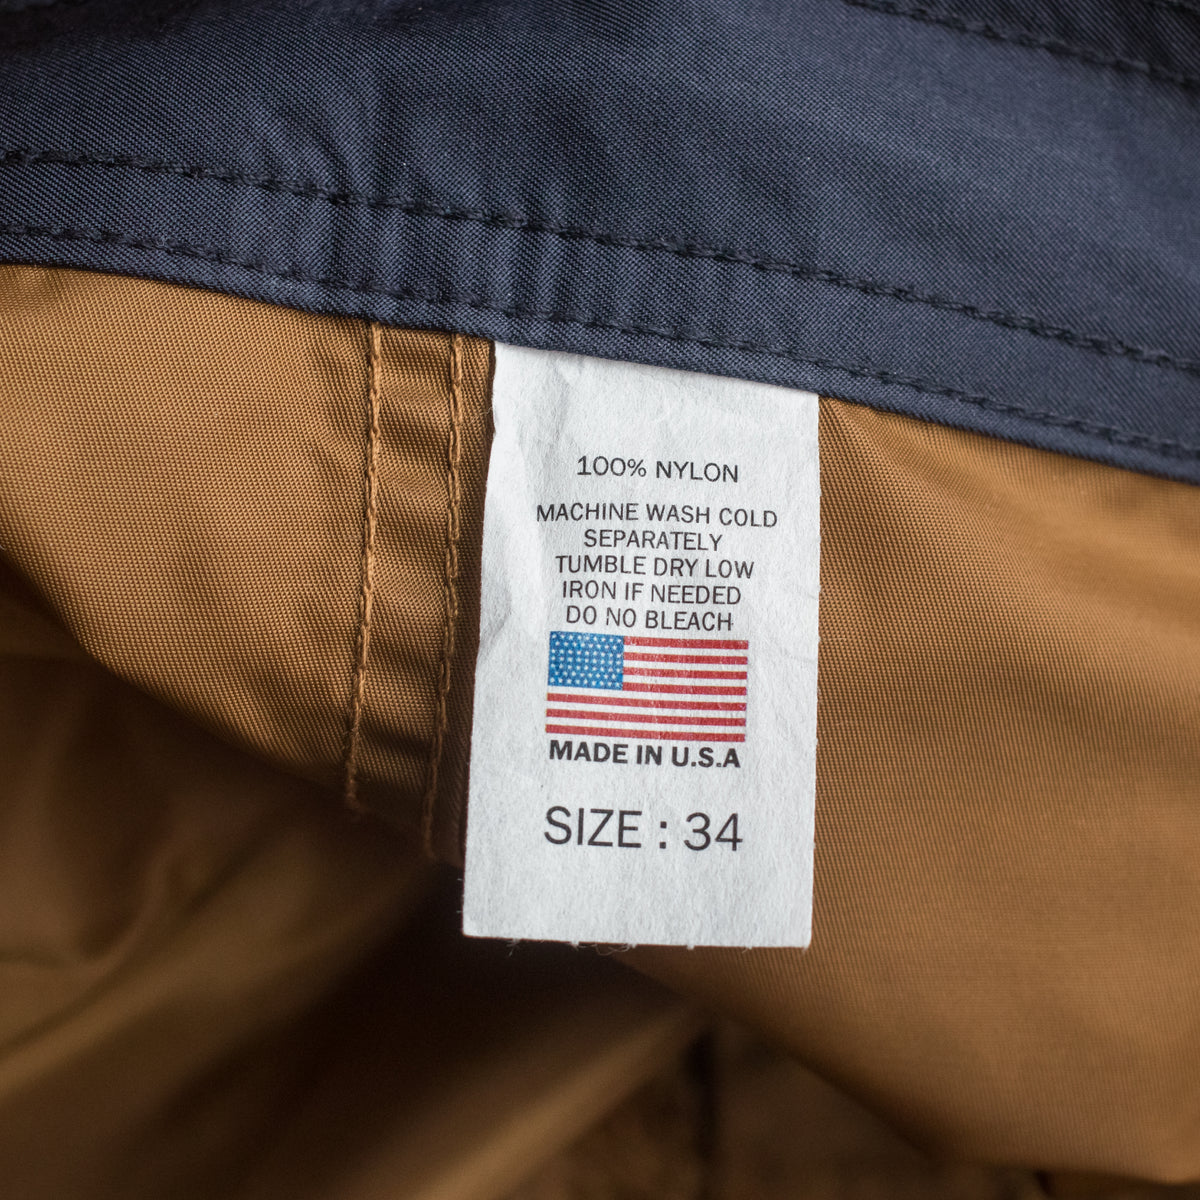 100% NYLON
MACHINE WASH COLD
SEPARATELY
TUMBLE DRY LOW
IRON IF NEEDED
DO NO BLEACH
MADE IN U.S.A
SIZE : 34